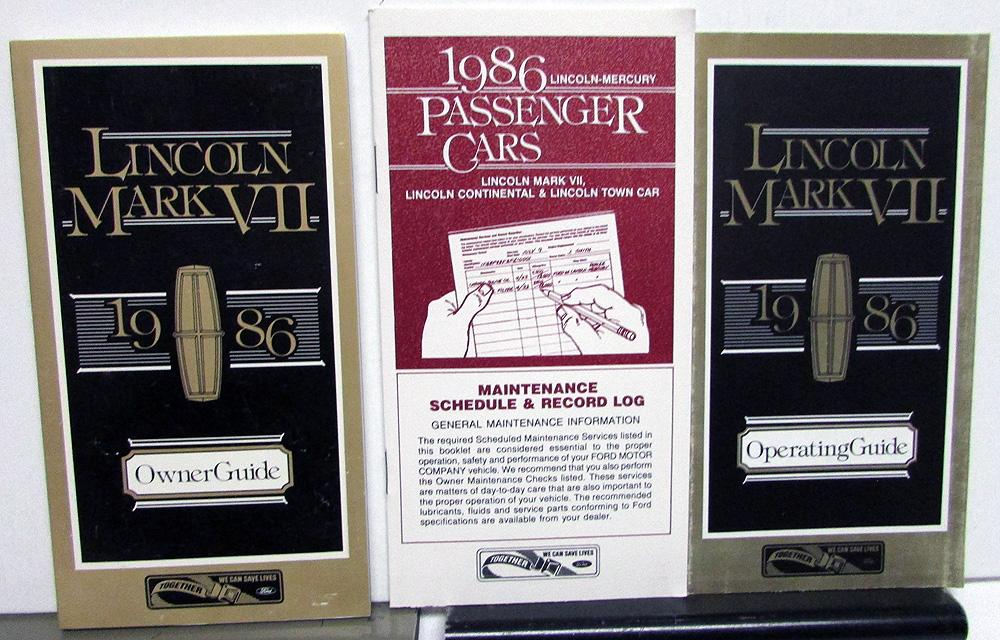 LINCOLN
MARK VII
1986
OwnerGuide
TOGETHER
WE CAN SAVE LIVES
Ford
1986 LINCOLN-MERCURY
PASSENGER
CARS
LINCOLN MARK VII,
LINCOLN CONTINENTAL & LINCOLN TOWN CAR
MAINTENANCE
SCHEDULE & RECORD LOG
GENERAL MAINTENANCE INFORMATION
The required Scheduled Maintenance Services listed in
this booklet are considered essential to the proper
operation, safety and performance of your FORD MOTOR
COMPANY vehicle. We recommend that you also perform
the Owner Maintenance Checks listed. These services
are matters of day-to-day care that are also important to
the proper operation of your vehicle. The recommended
lubricants, fluids and service parts conforming to Ford
specifications are available from your dealer.
TOGETHER
WE CAN SAVE LIVES
Ford
LINCOLN
MARK VII
1986
OperatingGuide
TOGETHER
WE CAN SAVE LIVES